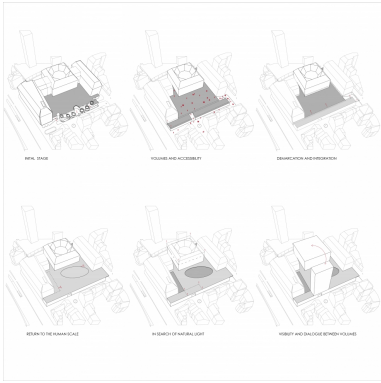 INITIAL STAGE
VOLUMES AND ACCESSIBILITY
DEMARCATION AND INTEGRATION
RETURN TO THE HUMAN SCALE
IN SEARCH OF NATURAL LIGHT
VISIBILITY AND DIALOGUE BETWEEN VOLUMES